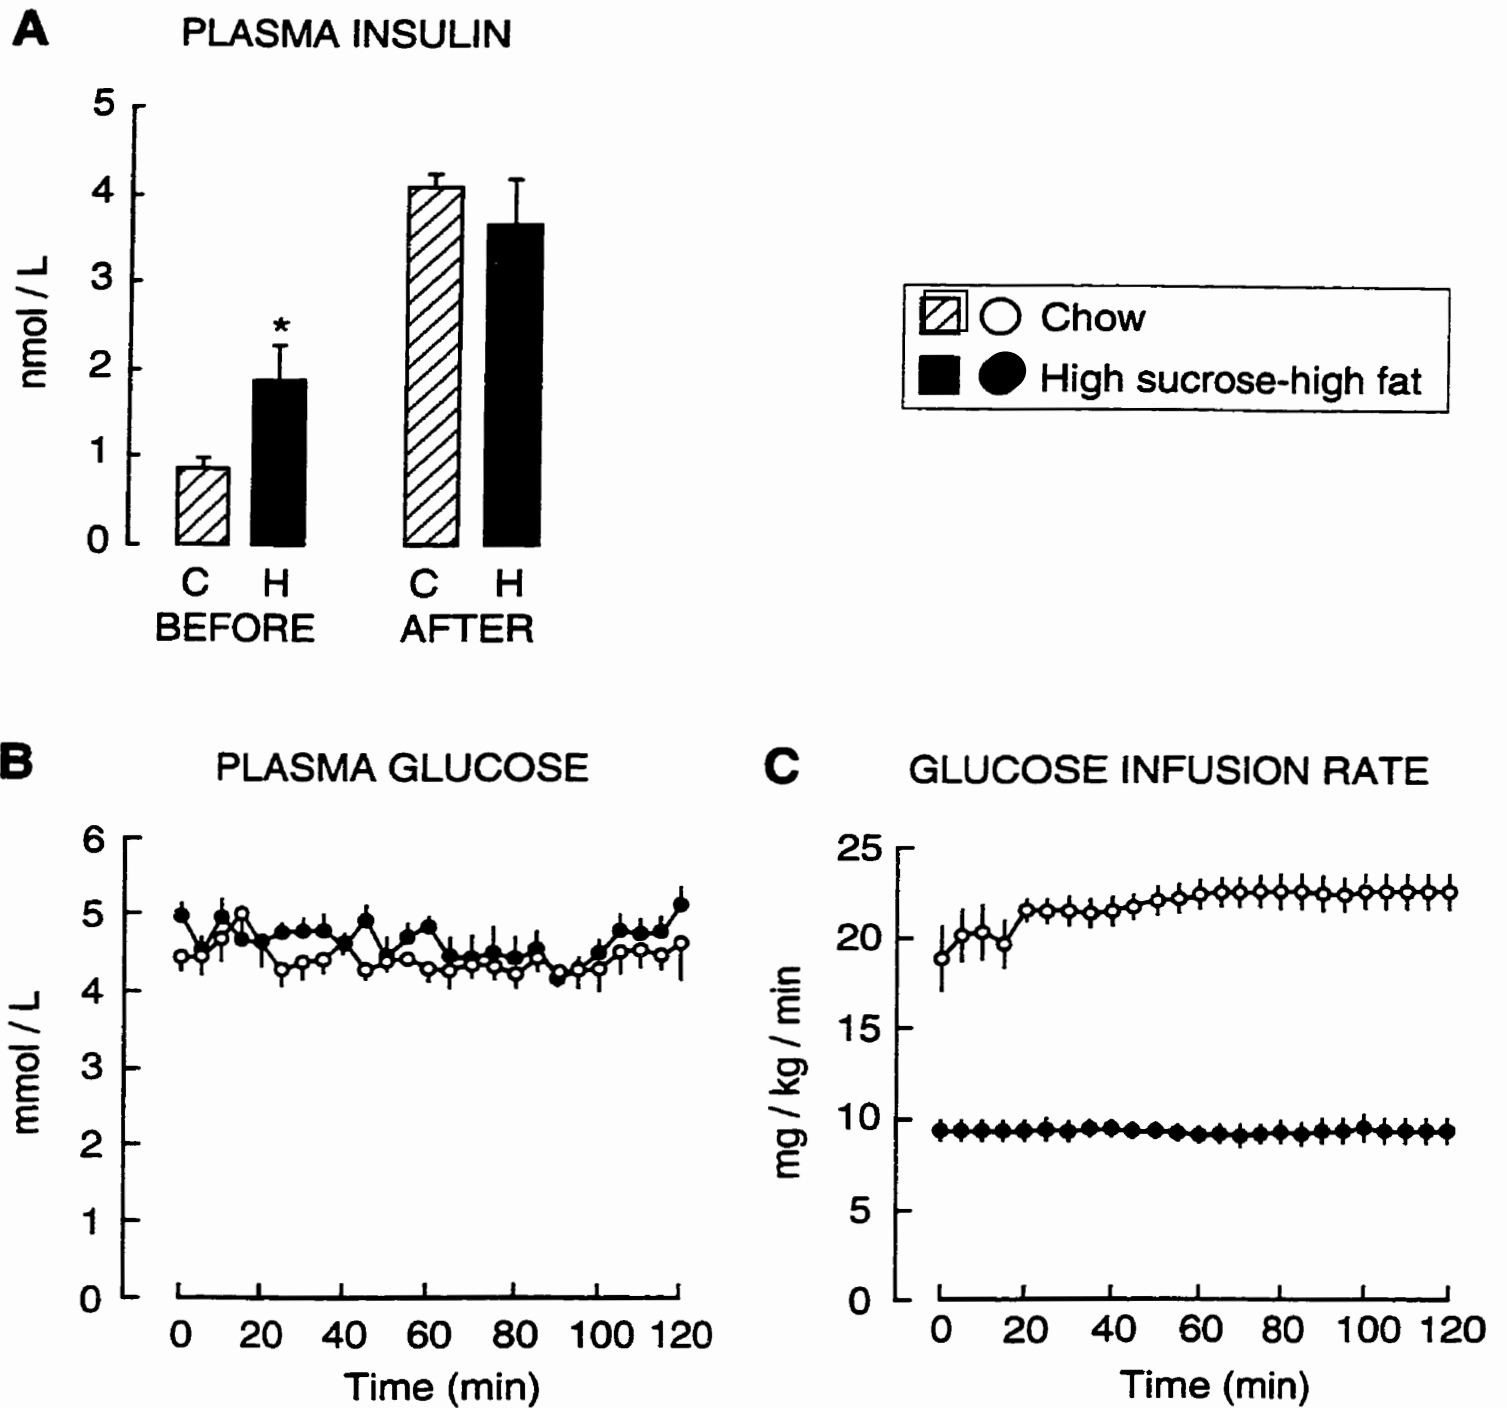 A PLASMA INSULIN
5
4
3
2
1
0
nmol / L
*
C H C H
BEFORE AFTER
Chow
High sucrose-high fat
B PLASMA GLUCOSE
6
5
4
3
2
1
0
mmol / L
0 20 40 60 80 100 120
Time (min)
C GLUCOSE INFUSION RATE
25
20
15
10
5
0
mg / kg / min
0 20 40 60 80 100 120
Time (min)